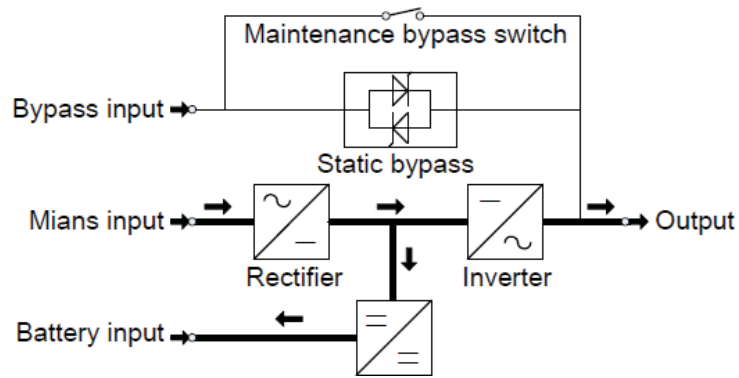 Maintenance bypass switch
Bypass input
Static bypass
Mians input
Output
Rectifier
Inverter
Battery input